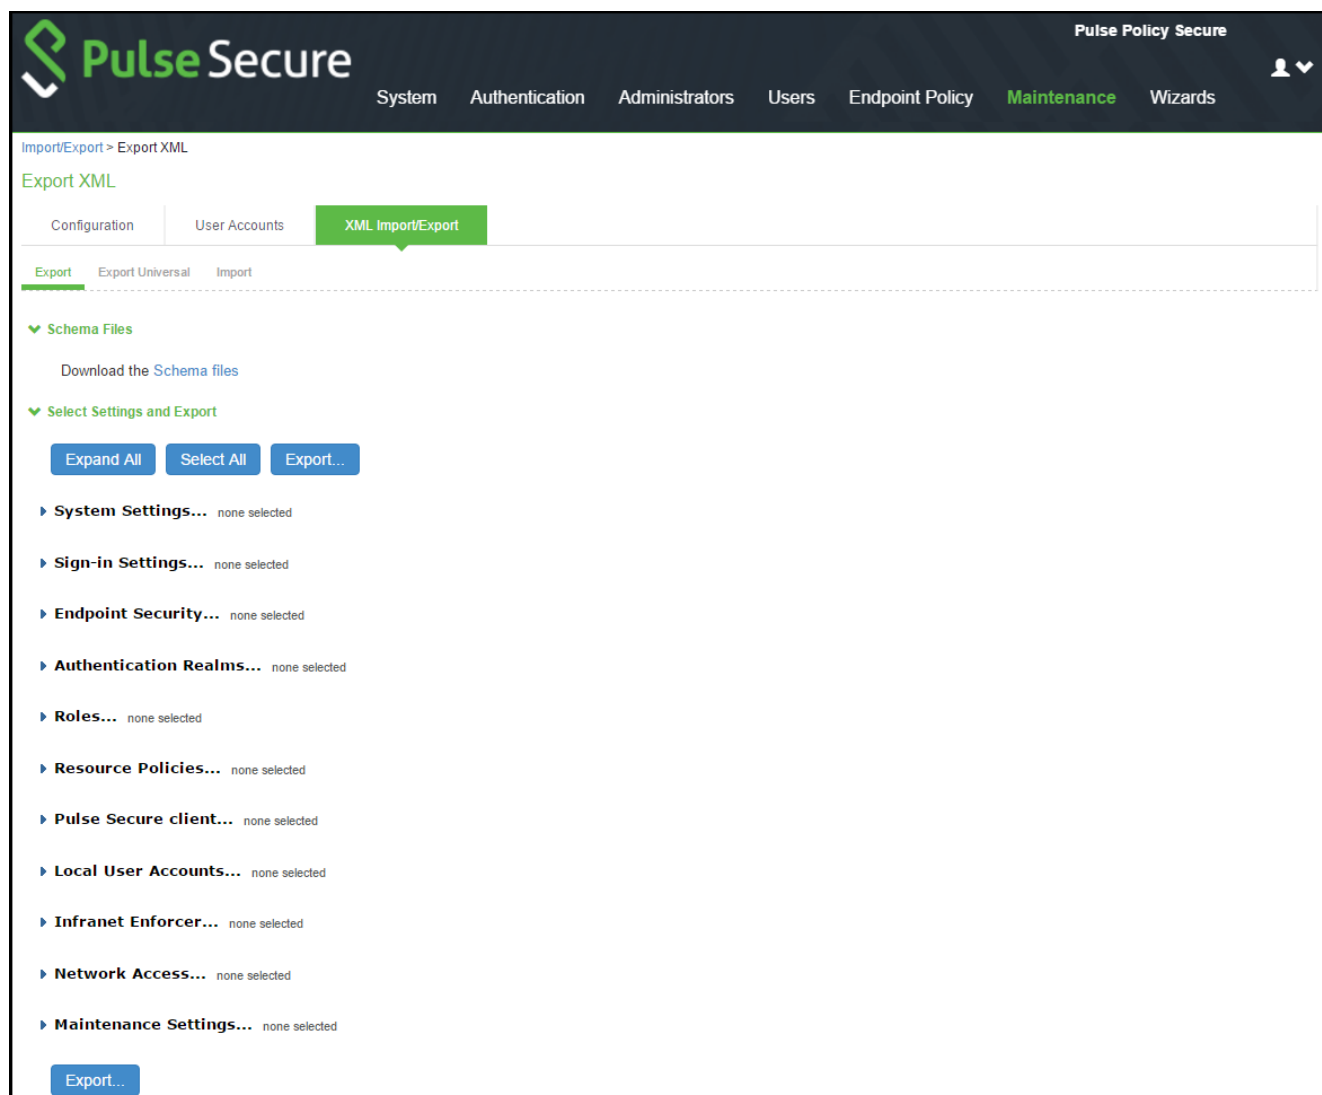 Pulse Policy Secure
Pulse Secure
System Authentication Administrators Users Endpoint Policy Maintenance Wizards
Import/Export > Export XML
Export XML
Configuration User Accounts XML Import/Export
Export Export Universal Import
Schema Files
Download the Schema files
Select Settings and Export
Expand All Select All Export...
System Settings... none selected
Sign-in Settings... none selected
Endpoint Security... none selected
Authentication Realms... none selected
Roles... none selected
Resource Policies... none selected
Pulse Secure client... none selected
Local User Accounts... none selected
Infranet Enforcer... none selected
Network Access... none selected
Maintenance Settings... none selected
Export...